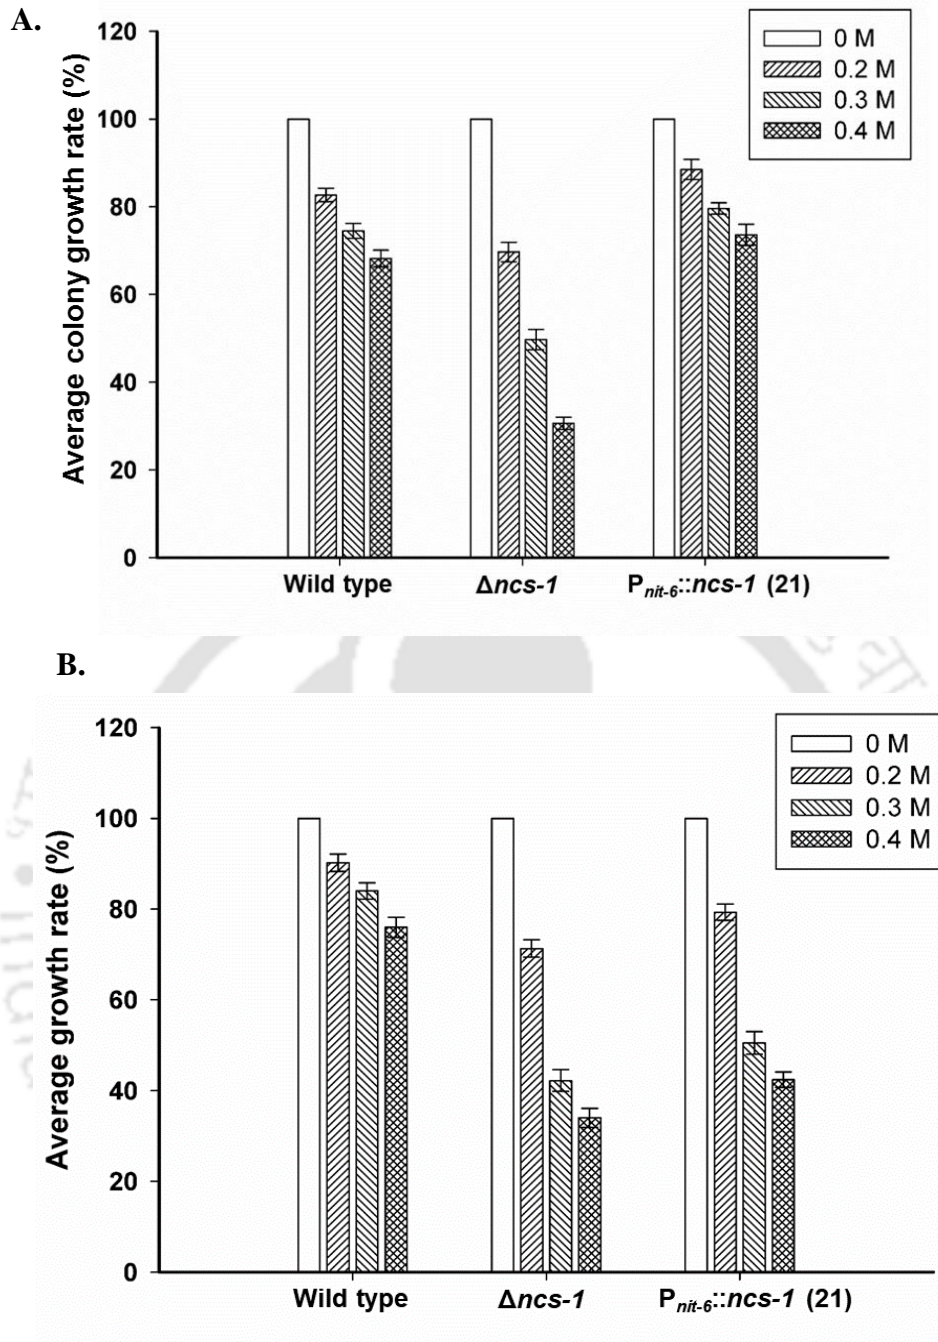 A.
120
100
80
60
40
20
0
Average colony growth rate (%)
0 M
0.2 M
0.3 M
0.4 M
Wild type
Δncs-1
Pnit-6::ncs-1 (21)
B.
120
100
80
60
40
20
0
Average growth rate (%)
0 M
0.2 M
0.3 M
0.4 M
Wild type
Δncs-1
Pnit-6::ncs-1 (21)